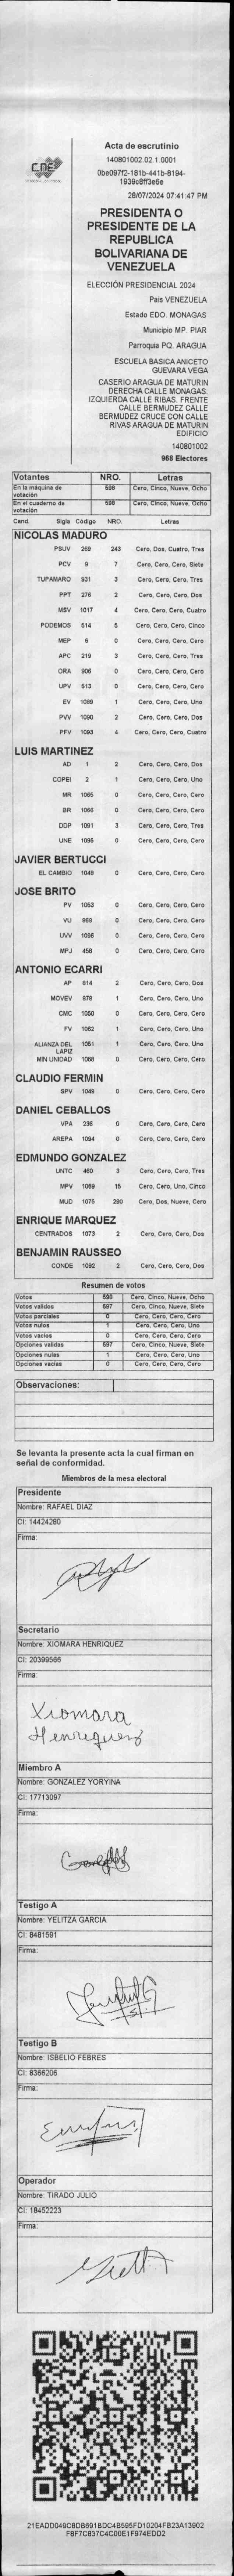 CNE
Acta de escrutinio
140801002.02.1.0001
0be097f2-181b-441b-8194-
1939c8ff3e6e
28/07/2024 07:41:47 PM
PRESIDENTA O
PRESIDENTE DE LA
REPUBLICA
BOLIVARIANA DE
VENEZUELA
ELECCIÓN PRESIDENCIAL 2024
Pais VENEZUELA
Estado EDO. MONAGAS
Municipio MP. PIAR
Parroquia PQ. ARAGUA
ESCUELA BASICA ANICETO
GUEVARA VEGA
CASERIO ARAGUA DE MATURIN
DERECHA CALLE MONAGAS.
IZQUIERDA CALLE RIBAS. FRENTE
CALLE BERMUDEZ CALLE
BERMUDEZ CRUCE CON CALLE
RIVAS ARAGUA DE MATURIN
EDIFICIO
140801002
968 Electores
Votantes NRO. Letras
En la máquina de votación 598 Cero, Cinco, Nueve, Ocho
En el cuaderno de votación 598 Cero, Cinco, Nueve, Ocho
Cand. Sigla Código NRO. Letras
NICOLAS MADURO
PSUV 269 243 Cero, Dos, Cuatro, Tres
PCV 9 7 Cero, Cero, Cero, Siete
TUPAMARO 931 3 Cero, Cero, Cero, Tres
PPT 276 2 Cero, Cero, Cero, Dos
MSV 1017 4 Cero, Cero, Cero, Cuatro
PODEMOS 514 5 Cero, Cero, Cero, Cinco
MEP 6 0 Cero, Cero, Cero, Cero
APC 219 3 Cero, Cero, Cero, Tres
ORA 906 0 Cero, Cero, Cero, Cero
UPV 513 0 Cero, Cero, Cero, Cero
EV 1089 1 Cero, Cero, Cero, Uno
PVV 1090 2 Cero, Cero, Cero, Dos
PFV 1093 4 Cero, Cero, Cero, Cuatro
LUIS MARTINEZ
AD 1 2 Cero, Cero, Cero, Dos
COPEI 2 1 Cero, Cero, Cero, Uno
MR 1065 0 Cero, Cero, Cero, Cero
BR 1066 0 Cero, Cero, Cero, Cero
DDP 1091 3 Cero, Cero, Cero, Tres
UNE 1095 0 Cero, Cero, Cero, Cero
JAVIER BERTUCCI
EL CAMBIO 1048 0 Cero, Cero, Cero, Cero
JOSE BRITO
PV 1053 0 Cero, Cero, Cero, Cero
VU 968 0 Cero, Cero, Cero, Cero
UVV 1096 0 Cero, Cero, Cero, Cero
MPJ 458 0 Cero, Cero, Cero, Cero
ANTONIO ECARRI
AP 814 2 Cero, Cero, Cero, Dos
MOVEV 878 1 Cero, Cero, Cero, Uno
CMC 1050 0 Cero, Cero, Cero, Cero
FV 1062 1 Cero, Cero, Cero, Uno
ALIANZA DEL LAPIZ 1051 1 Cero, Cero, Cero, Uno
MIN UNIDAD 1068 0 Cero, Cero, Cero, Cero
CLAUDIO FERMIN
SPV 1049 0 Cero, Cero, Cero, Cero
DANIEL CEBALLOS
VPA 236 0 Cero, Cero, Cero, Cero
AREPA 1094 0 Cero, Cero, Cero, Cero
EDMUNDO GONZALEZ
UNTC 460 3 Cero, Cero, Cero, Tres
MPV 1069 15 Cero, Cero, Uno, Cinco
MUD 1075 290 Cero, Dos, Nueve, Cero
ENRIQUE MARQUEZ
CENTRADOS 1073 2 Cero, Cero, Cero, Dos
BENJAMIN RAUSSEO
CONDE 1092 2 Cero, Cero, Cero, Dos
Resumen de votos
Votos 598 Cero, Cinco, Nueve, Ocho
Votos validos 597 Cero, Cinco, Nueve, Siete
Votos parciales 0 Cero, Cero, Cero, Cero
Votos nulos 1 Cero, Cero, Cero, Uno
Votos vacíos 0 Cero, Cero, Cero, Cero
Opciones validas 597 Cero, Cinco, Nueve, Siete
Opciones nulas 1 Cero, Cero, Cero, Uno
Opciones vacías 0 Cero, Cero, Cero, Cero
Observaciones:
Se levanta la presente acta la cual firman en
señal de conformidad.
Miembros de la mesa electoral
Presidente
Nombre: RAFAEL DIAZ
CI: 14424280
Firma:
Secretario
Nombre: XIOMARA HENRIQUEZ
CI: 20399566
Firma:
Xiomara
Henriquez
Miembro A
Nombre: GONZALEZ YORYINA
CI: 17713097
Firma:
Testigo A
Nombre: YELITZA GARCIA
CI: 8481591
Firma:
Testigo B
Nombre: ISBELIO FEBRES
CI: 8366206
Firma:
Operador
Nombre: TIRADO JULIO
CI: 18452223
Firma:
21EADD049C8DB691BDC4B595FD10204FB23A13902
F8F7C837C4C00E1F974EDD2